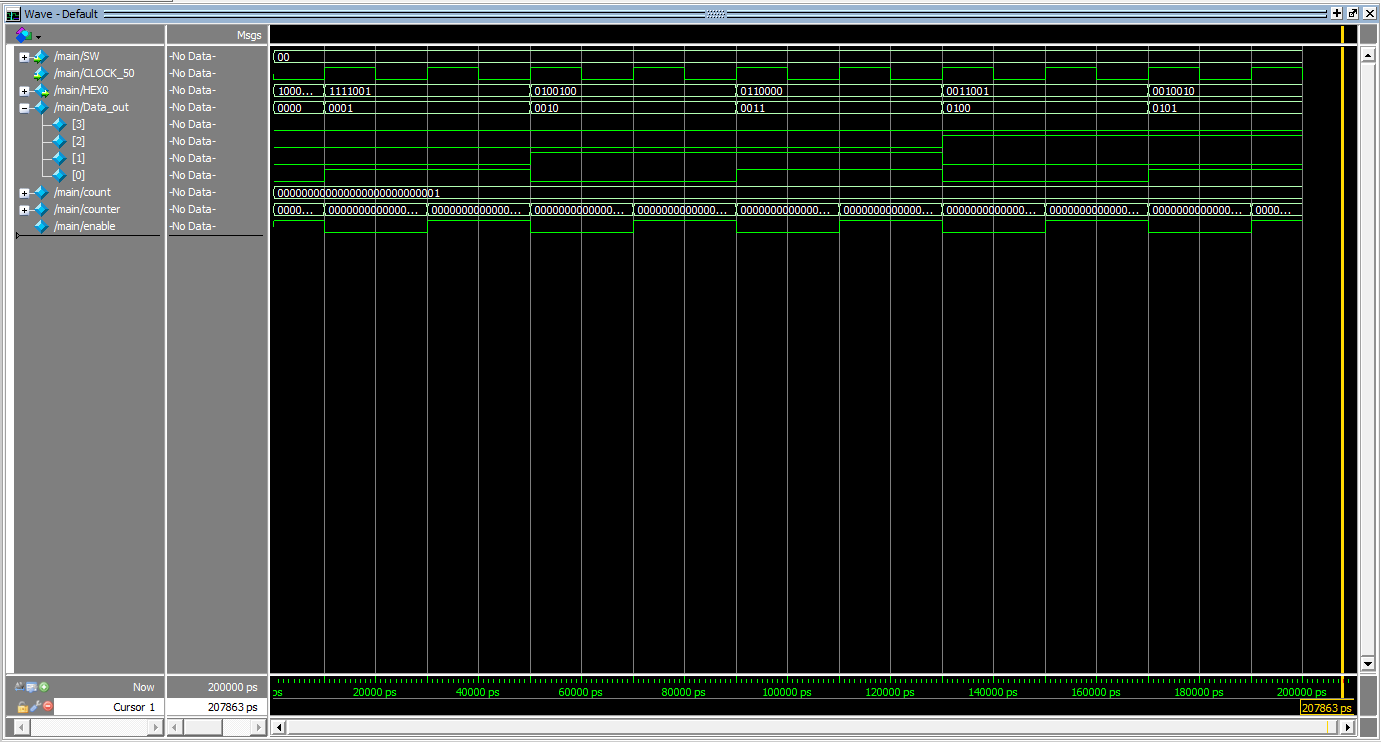 Wave - Default
Msgs
/main/SW -No Data- 00
/main/CLOCK_50 -No Data-
/main/HEX0 -No Data- 1000... 1111001 0100100 0110000 0011001 0010010
/main/Data_out -No Data- 0000 0001 0010 0011 0100 0101
[3] -No Data-
[2] -No Data-
[1] -No Data-
[0] -No Data-
/main/count -No Data-
/main/counter -No Data- 0000... 0000000000000... 0000000000000... 0000000000000... 0000000000000... 0000000000000... 0000000000000... 0000000000000... 0000000000000... 0000000000000... 0000...
/main/enable -No Data-
Now 200000 ps ps 20000 ps 40000 ps 60000 ps 80000 ps 100000 ps 120000 ps 140000 ps 160000 ps 180000 ps 200000 ps
Cursor 1 207863 ps 207863 ps